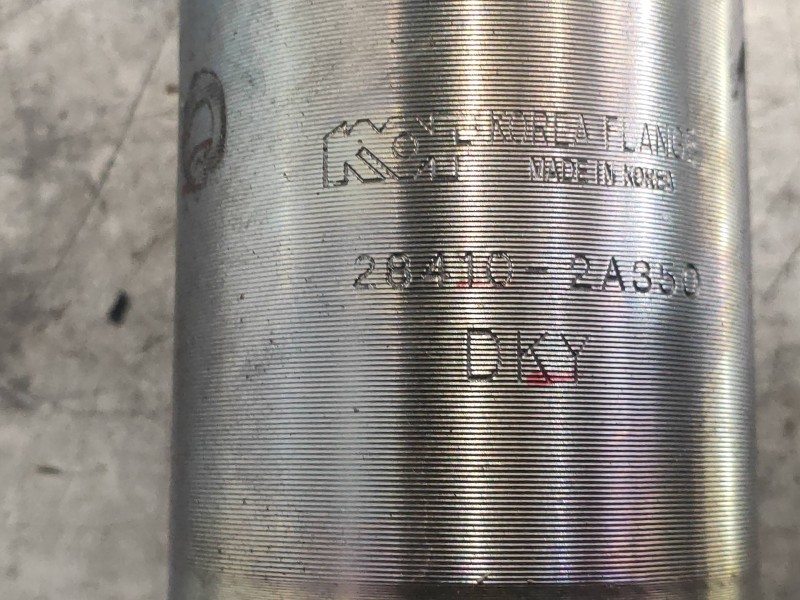 KOREA FLANGE
MADE IN KOREA
28410-2A350
DKY